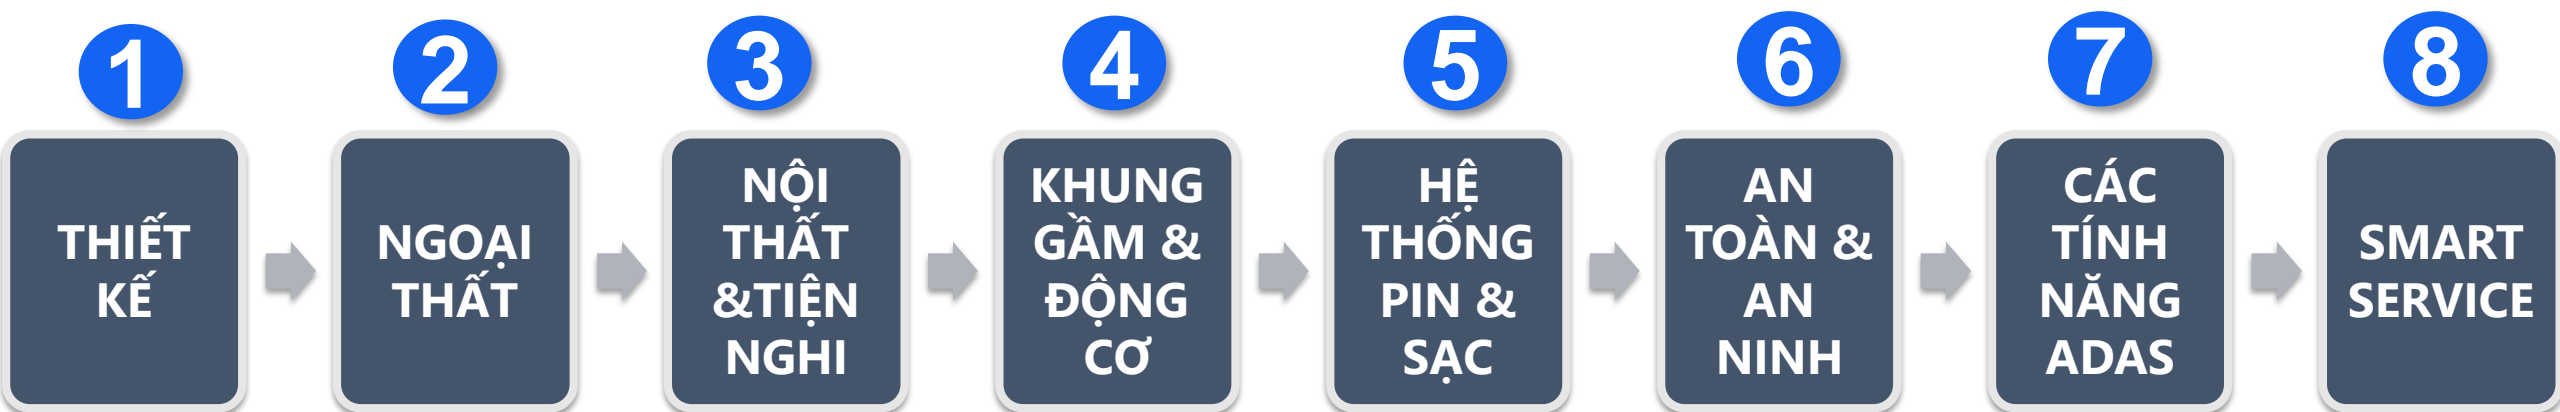 1
THIẾT
KẾ
2
NGOẠI
THẤT
3
NỘI
THẤT
&TIỆN
NGHI
4
KHUNG
GẦM &
ĐỘNG
CƠ
5
HỆ
THỐNG
PIN &
SẠC
6
AN
TOÀN &
AN
NINH
7
CÁC
TÍNH
NĂNG
ADAS
8
SMART
SERVICE